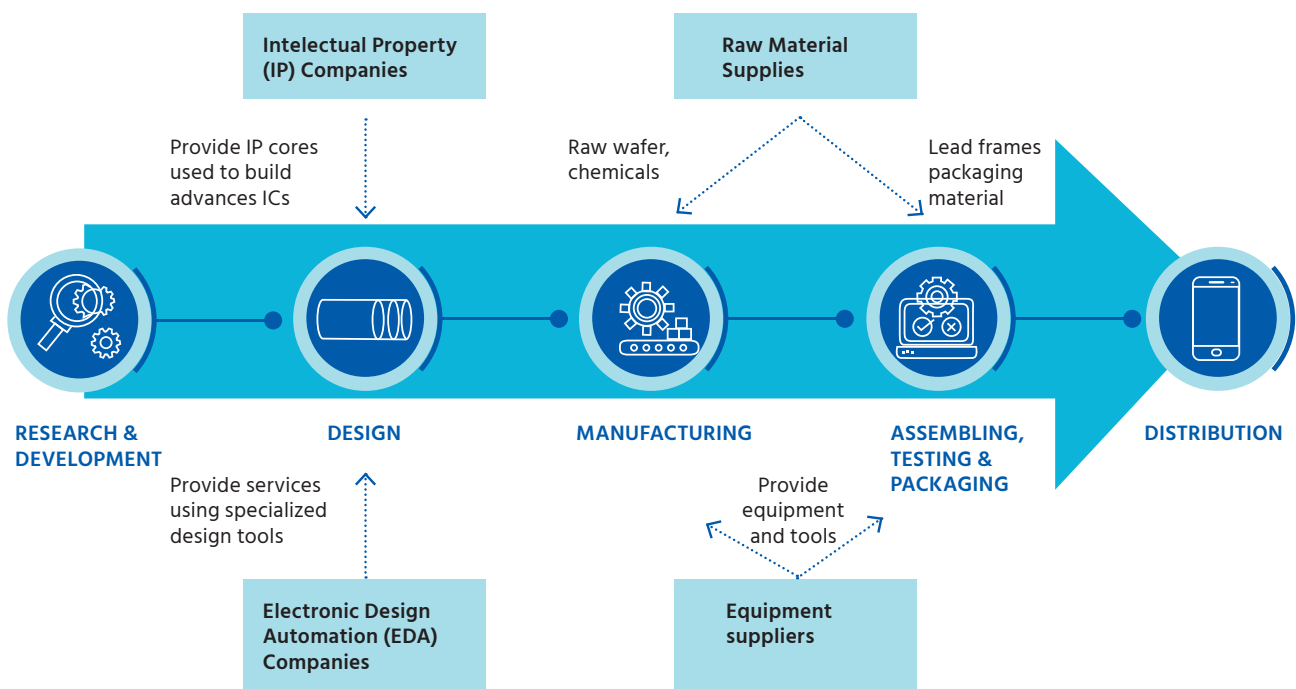 Intelectual Property
(IP) Companies
Raw Material
Supplies
Provide IP cores
used to build
advances ICs
Raw wafer,
chemicals
Lead frames
packaging
material
RESEARCH &
DEVELOPMENT
DESIGN
MANUFACTURING
ASSEMBLING,
TESTING &
PACKAGING
DISTRIBUTION
Provide services
using specialized
design tools
Provide
equipment
and tools
Electronic Design
Automation (EDA)
Companies
Equipment
suppliers